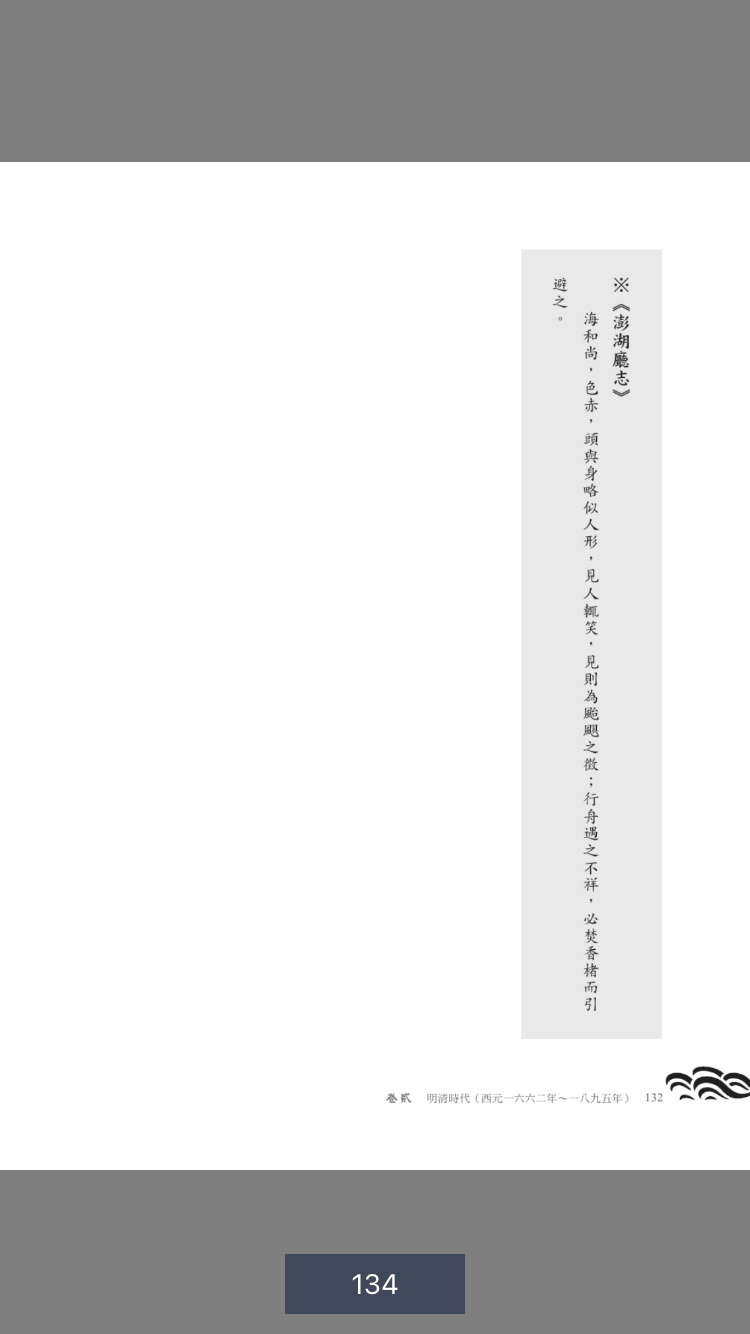 ※《澎湖廳志》
海和尚，色赤，頭與身略似人形，見人輒笑，見則為颱颶之徵；行舟遇之不祥，必焚香楮而引
避之。
卷貳 明清時代（西元一六六二年～一八九五年） 132
134